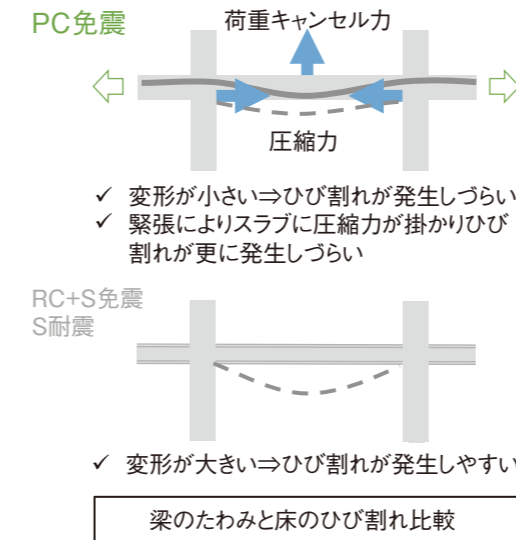 PC免震
荷重キャンセル力
圧縮力
✓ 変形が小さい⇒ひび割れが発生しづらい
✓ 緊張によりスラブに圧縮力が掛かりひび
割れが更に発生しづらい
RC+S免震
S耐震
✓ 変形が大きい⇒ひび割れが発生しやすい
梁のたわみと床のひび割れ比較